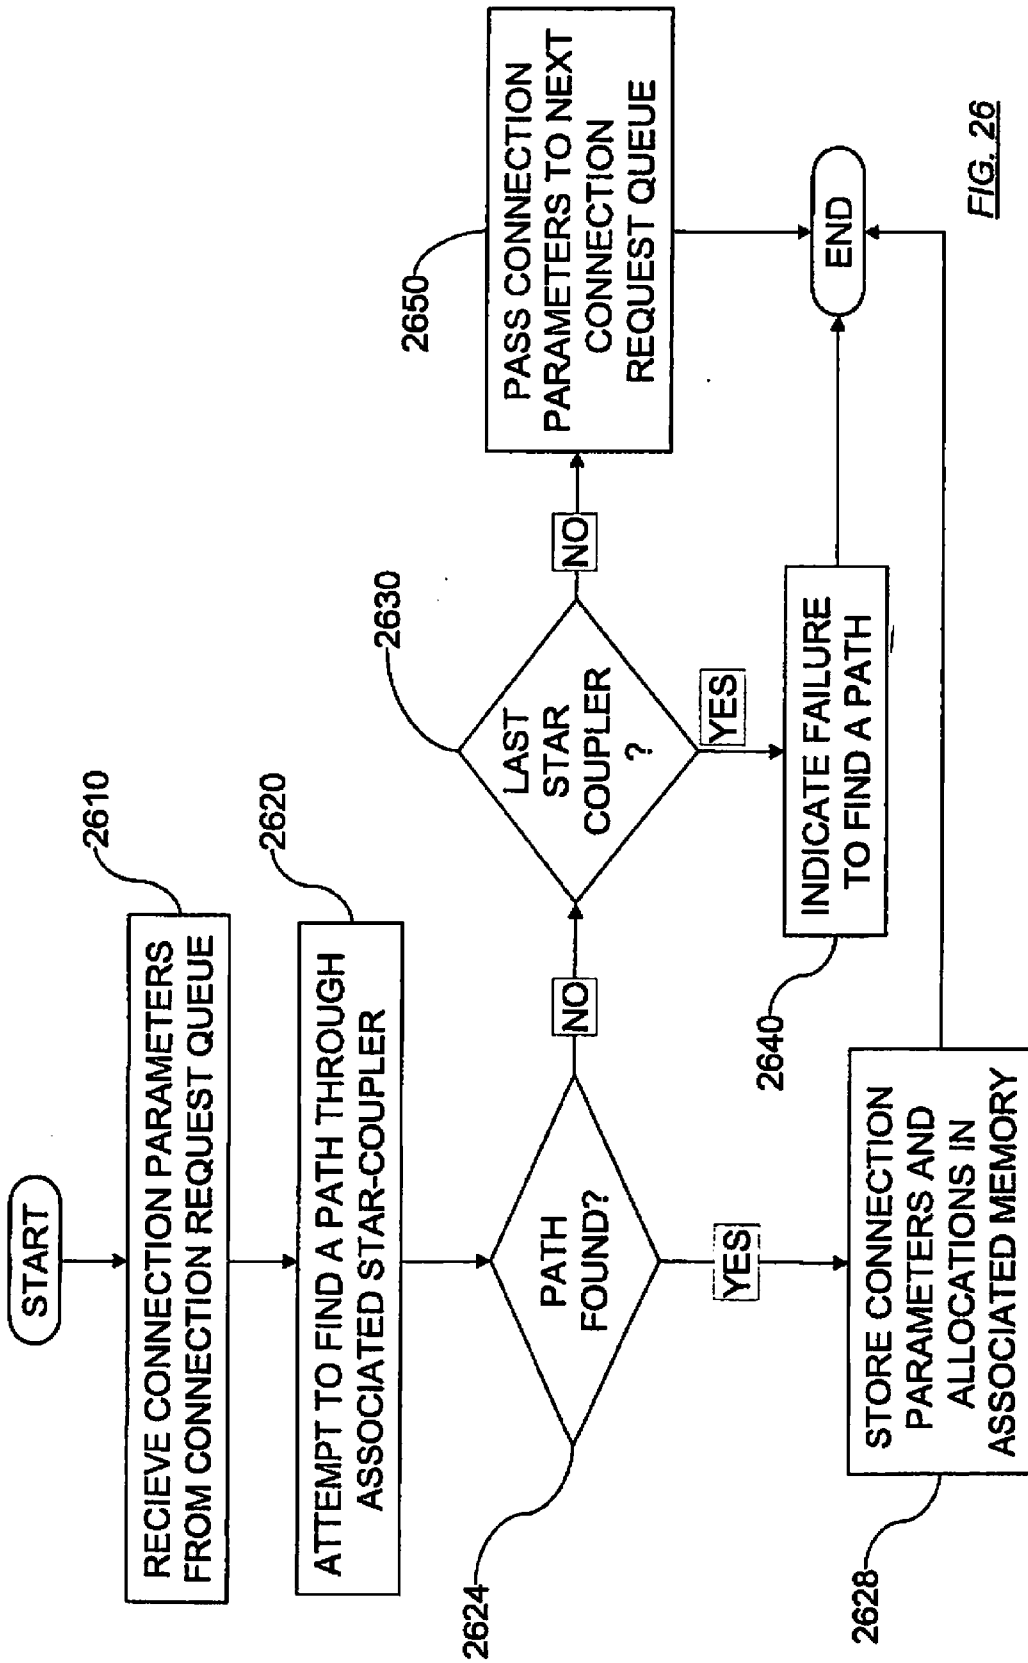 START
2610
RECIEVE CONNECTION PARAMETERS
FROM CONNECTION REQUEST QUEUE
2620
ATTEMPT TO FIND A PATH THROUGH
ASSOCIATED STAR-COUPLER
2624
PATH
FOUND?
NO
YES
2628
STORE CONNECTION
PARAMETERS AND
ALLOCATIONS IN
ASSOCIATED MEMORY
2630
LAST
STAR
COUPLER
?
NO
YES
2640
INDICATE FAILURE
TO FIND A PATH
2650
PASS CONNECTION
PARAMETERS TO NEXT
CONNECTION
REQUEST QUEUE
END
FIG. 26